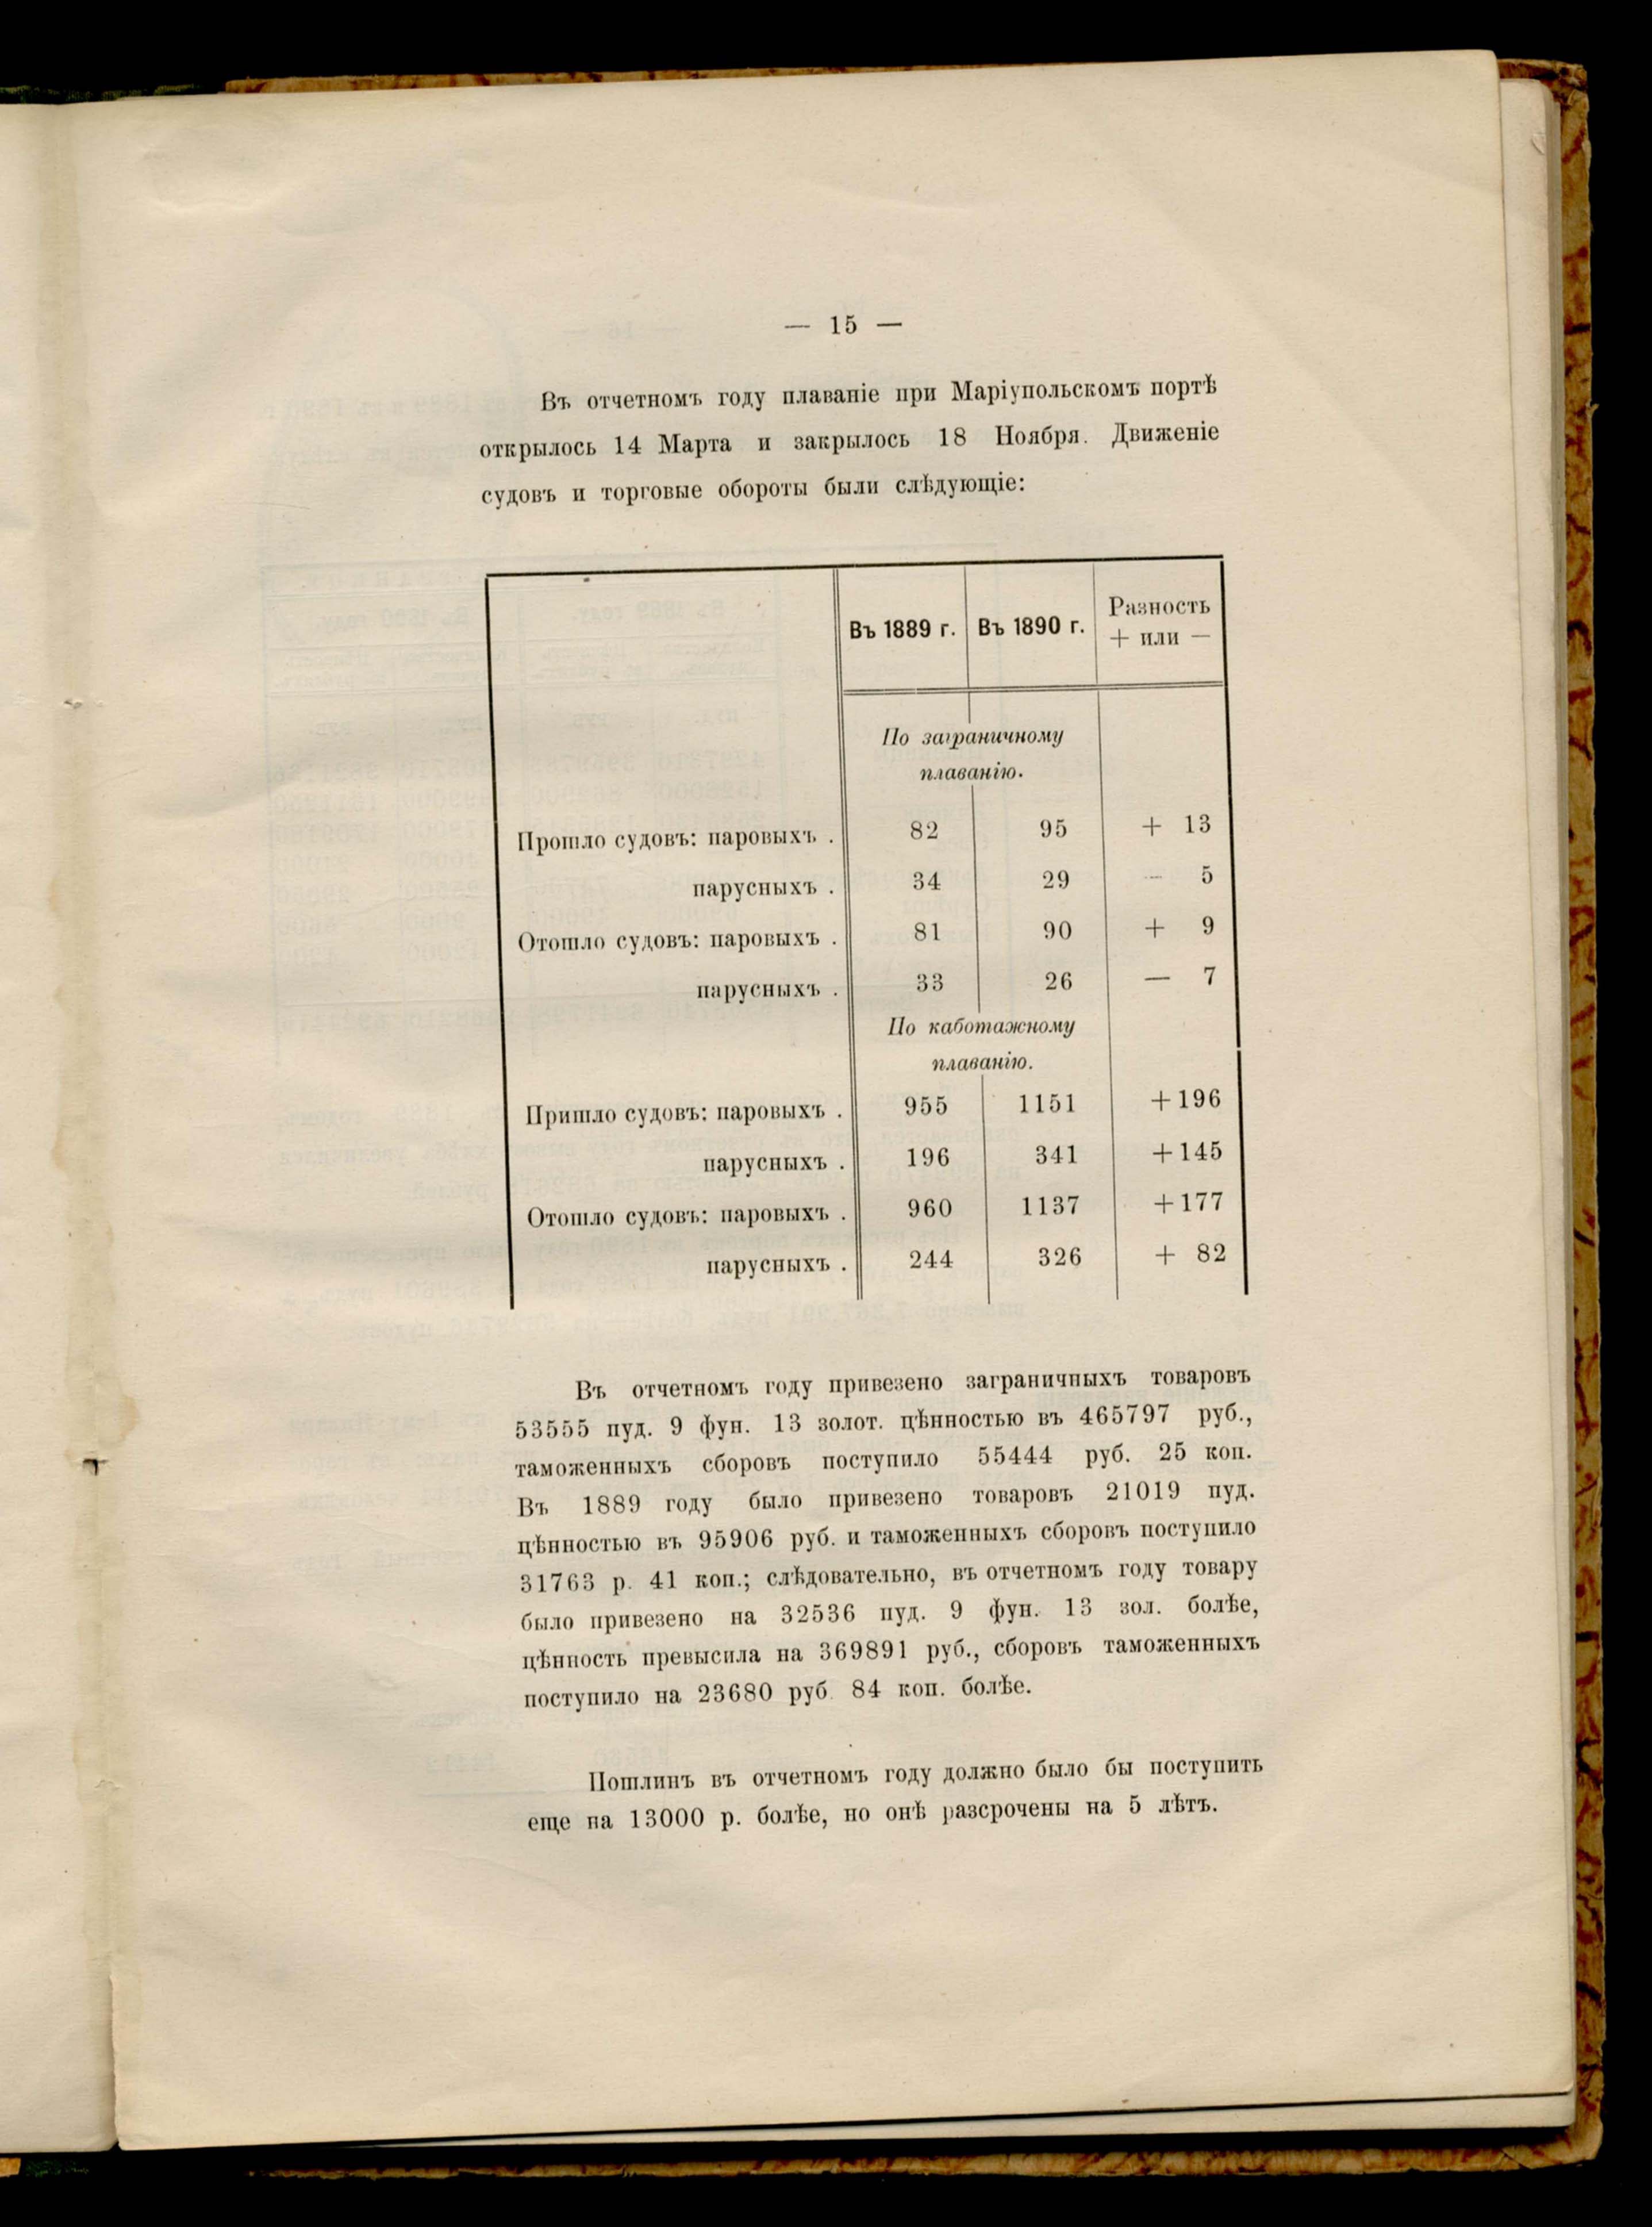 — 15 —
Въ отчетномъ году плаваніе при Маріупольскомъ портѣ
открылось 14 Марта и закрылось 18 Ноября. Движеніе
судовъ и торговые обороты были слѣдующіе:
Въ 1889 г. Въ 1890 г. Разность
+ или —
По заграничному
плаванію.
Прошло судовъ: паровыхъ . 82 95 + 13
парусныхъ . 34 29 — 5
Отошло судовъ: паровыхъ . 81 90 + 9
парусныхъ . 33 26 — 7
По каботажному
плаванію.
Пришло судовъ: паровыхъ . 955 1151 +196
парусныхъ . 196 341 +145
Отошло судовъ: паровыхъ . 960 1137 +177
парусныхъ . 244 326 + 82
Въ отчетномъ году привезено заграничныхъ товаровъ
53555 пуд. 9 фун. 13 золот. цѣнностью въ 465797 руб.,
таможенныхъ сборовъ поступило 55444 руб. 25 коп.
Въ 1889 году было привезено товаровъ 21019 пуд.
цѣнностью въ 95906 руб. и таможенныхъ сборовъ поступило
31763 р. 41 коп.; слѣдовательно, въ отчетномъ году товару
было привезено на 32536 пуд. 9 фун. 13 зол. болѣе,
цѣнность превысила на 369891 руб., сборовъ таможенныхъ
поступило на 23680 руб. 84 коп. болѣе.
Пошлинъ въ отчетномъ году должно было бы поступить
еще на 13000 р. болѣе, но онѣ разсрочены на 5 лѣтъ.